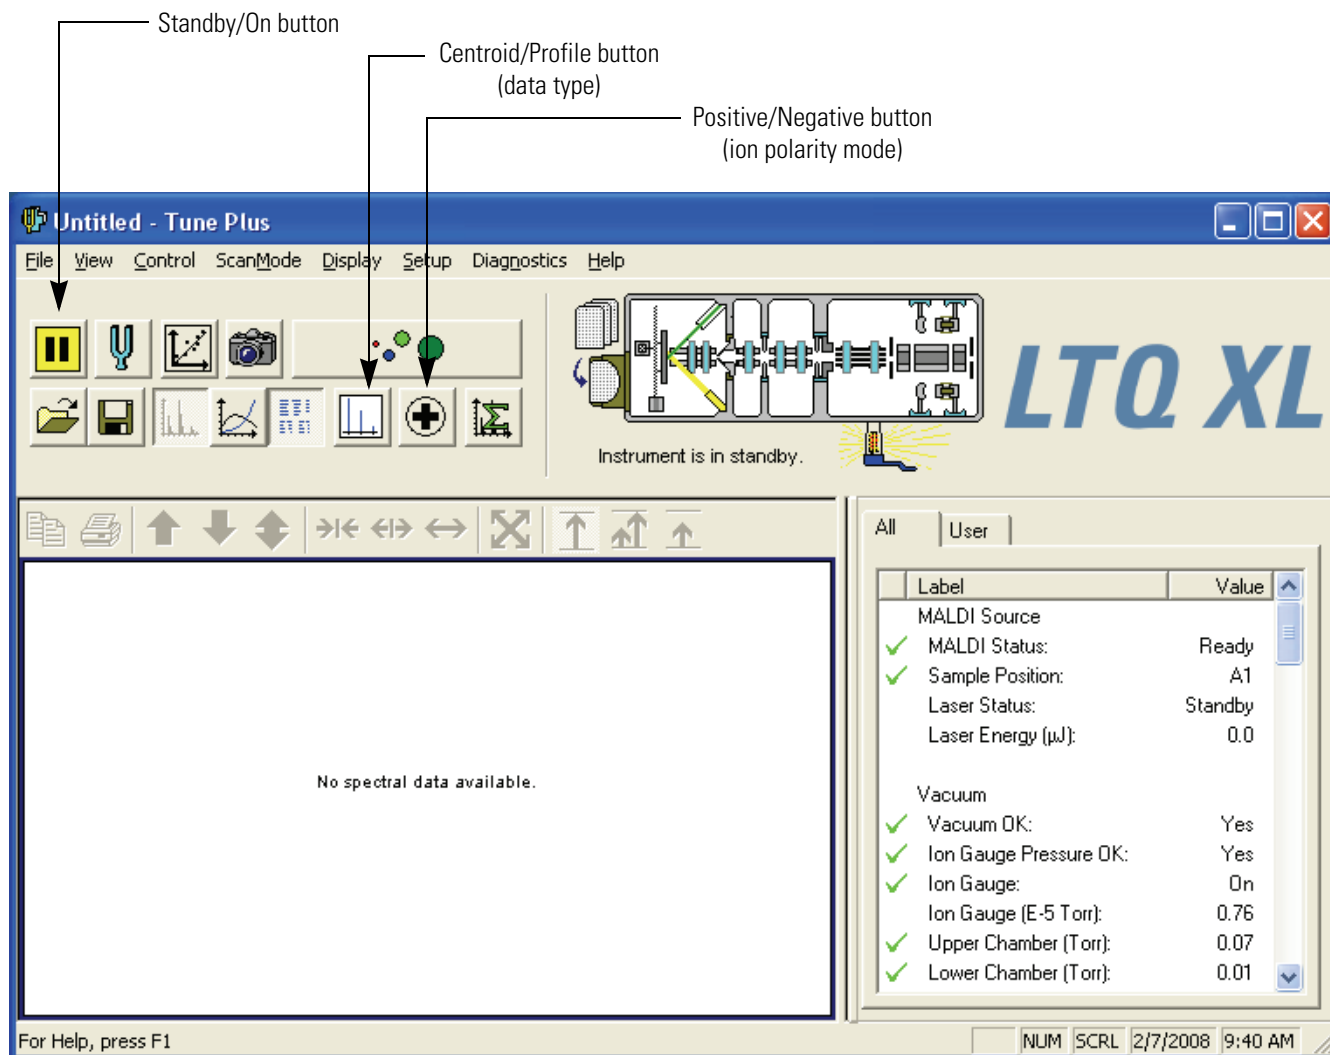 Standby/On button
Centroid/Profile button
(data type)
Positive/Negative button
(ion polarity mode)
Untitled - Tune Plus
File View Control ScanMode Display Setup Diagnostics Help
LTQ XL
Instrument is in standby.
All User
Label Value
MALDI Source
MALDI Status: Ready
Sample Position: A1
Laser Status: Standby
Laser Energy (µJ): 0.0
No spectral data available.
Vacuum
Vacuum OK: Yes
Ion Gauge Pressure OK: Yes
Ion Gauge: On
Ion Gauge (E-5 Torr): 0.76
Upper Chamber (Torr): 0.07
Lower Chamber (Torr): 0.01
For Help, press F1
NUM SCRL 2/7/2008 9:40 AM